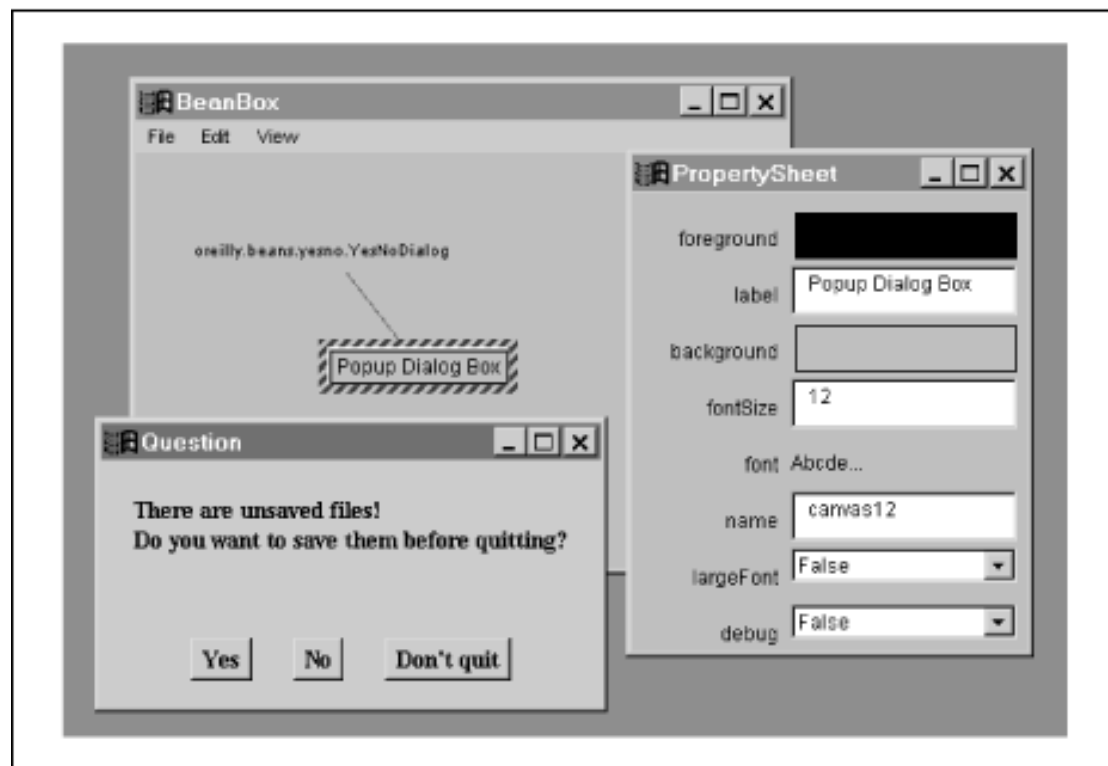 BeanBox
File Edit View
oreilly.beans.yesno.YesNoDialog
Popup Dialog Box
PropertySheet
foreground
label Popup Dialog Box
background
fontSize 12
font Abcde...
name canvas12
largeFont False
debug False
Question
There are unsaved files!
Do you want to save them before quitting?
Yes No Don't quit